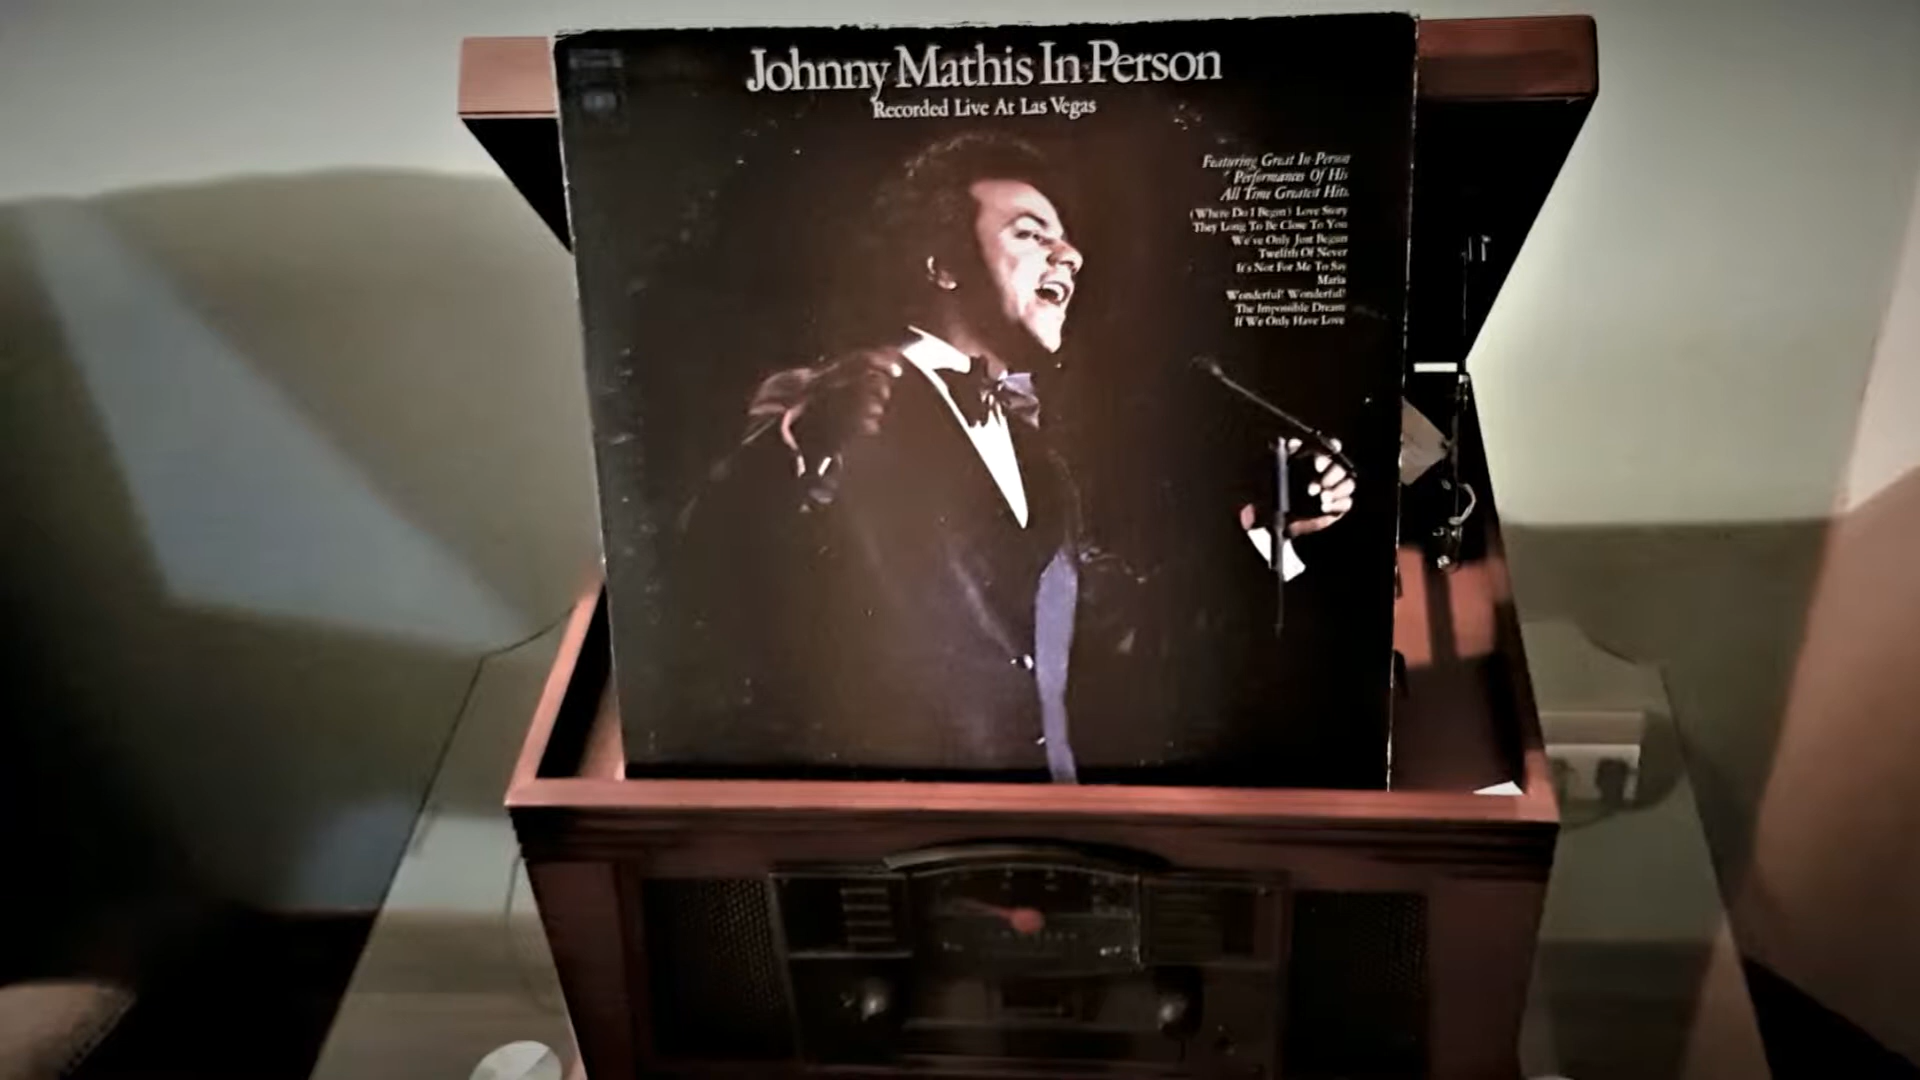 Johnny Mathis In Person
Recorded Live At Las Vegas
Featuring Great In-Person
Performances Of His
All Time Greatest Hits
(Where Do I Begin) Love Story
They Long To Be Close To You
We've Only Just Begun
Twelfth Of Never
It's Not For Me To Say
Maria
Wonderful! Wonderful!
The Impossible Dream
If We Only Have Love